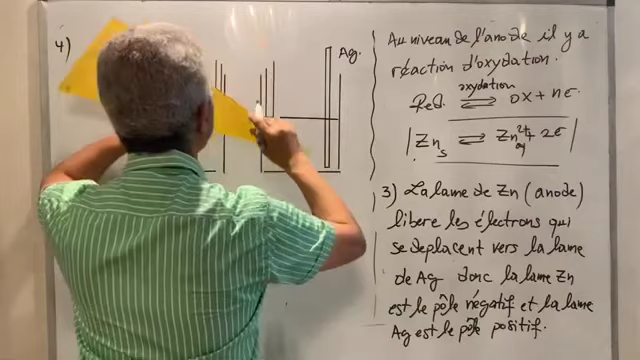 4)
Ag.
Au niveau de l'anode il y a
réaction d'oxydation.
oxydation
Red. ⇌ ox + ne⁻
Zn_s ⇌ Zn²⁺_aq + 2e⁻
3) La lame de Zn (anode)
libere les électrons qui
se deplacent vers la lame
de Ag donc la lame Zn
est le pôle négatif et la lame
Ag est le pôle positif.